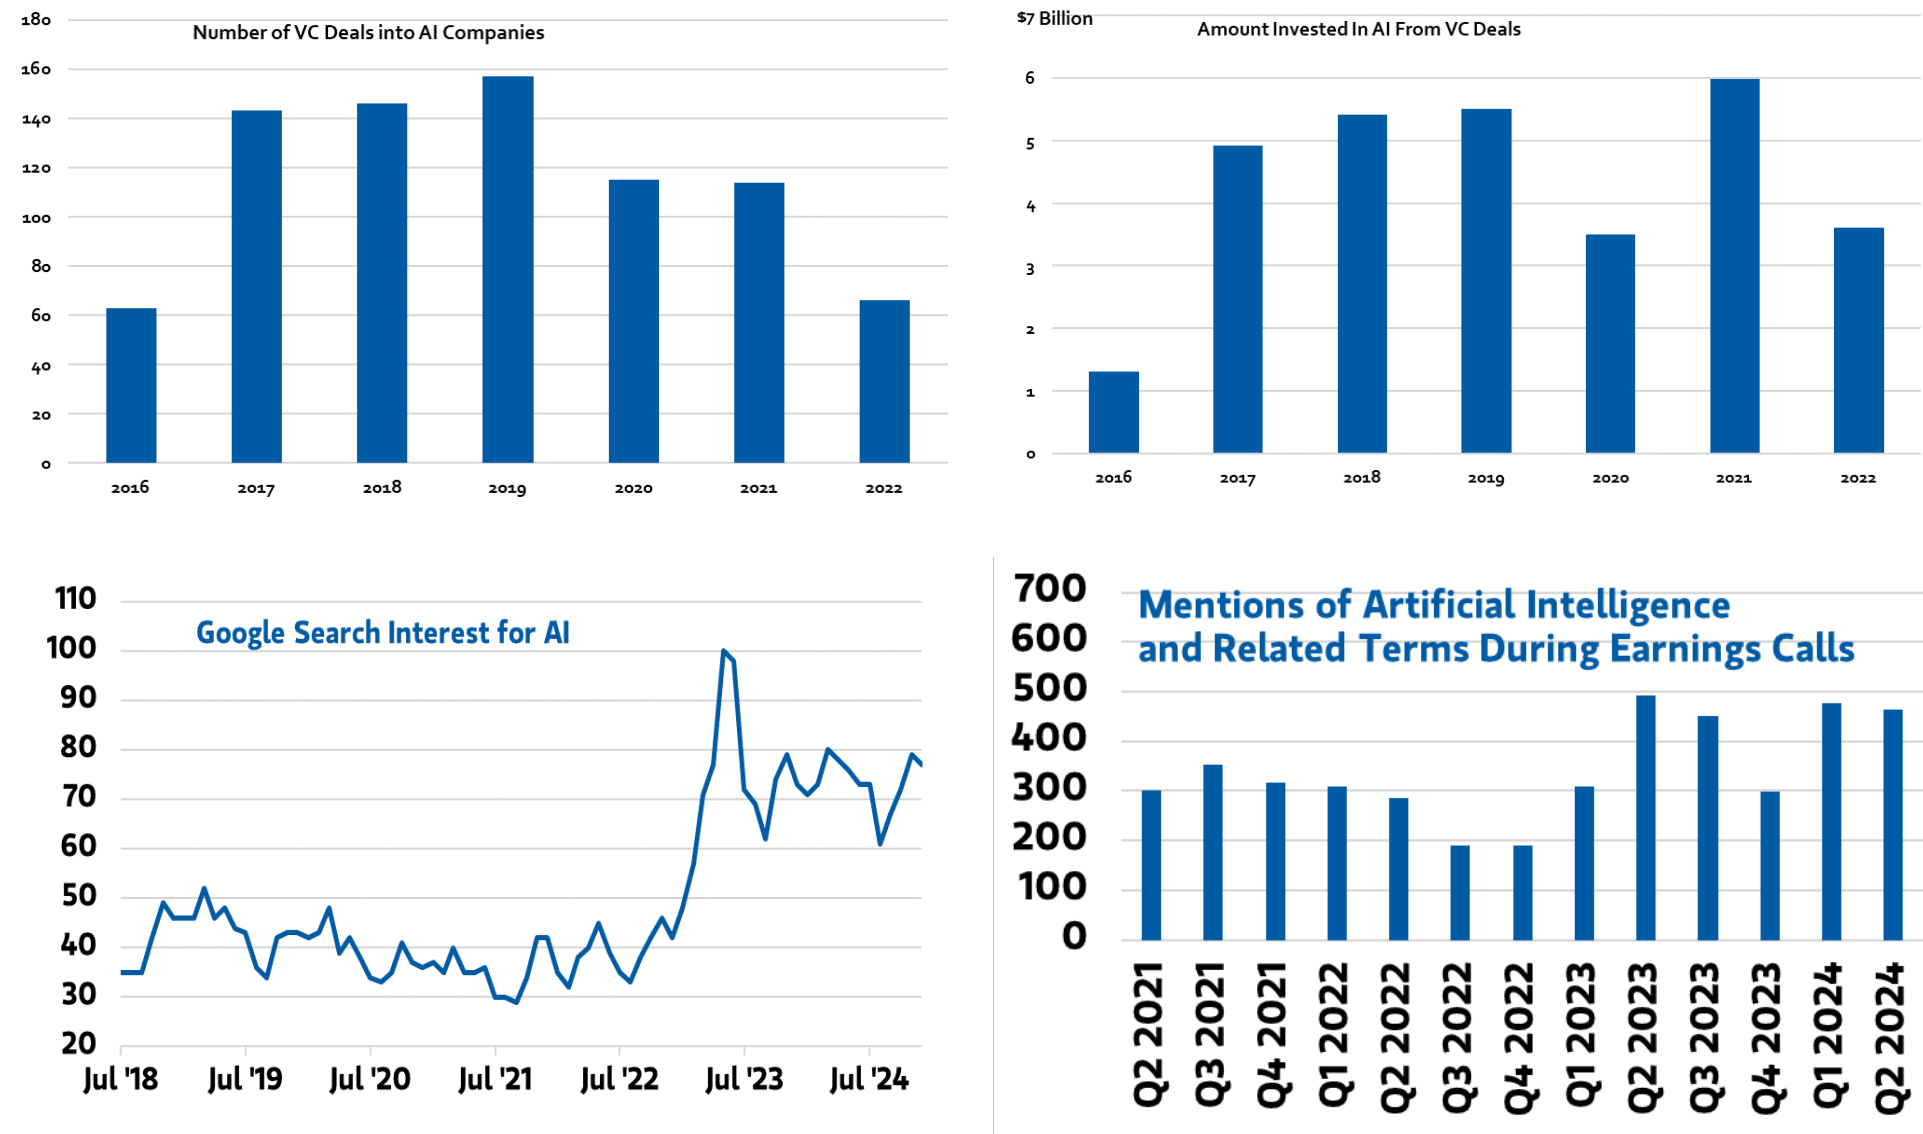 Number of VC Deals into AI Companies
180
160
140
120
100
80
60
40
20
0
2016 2017 2018 2019 2020 2021 2022
Amount Invested In AI From VC Deals
$7 Billion
6
5
4
3
2
1
0
2016 2017 2018 2019 2020 2021 2022
Google Search Interest for AI
110
100
90
80
70
60
50
40
30
20
Jul '18 Jul '19 Jul '20 Jul '21 Jul '22 Jul '23 Jul '24
Mentions of Artificial Intelligence
and Related Terms During Earnings Calls
700
600
500
400
300
200
100
0
Q2 2021
Q3 2021
Q4 2021
Q1 2022
Q2 2022
Q3 2022
Q4 2022
Q1 2023
Q2 2023
Q3 2023
Q4 2023
Q1 2024
Q2 2024